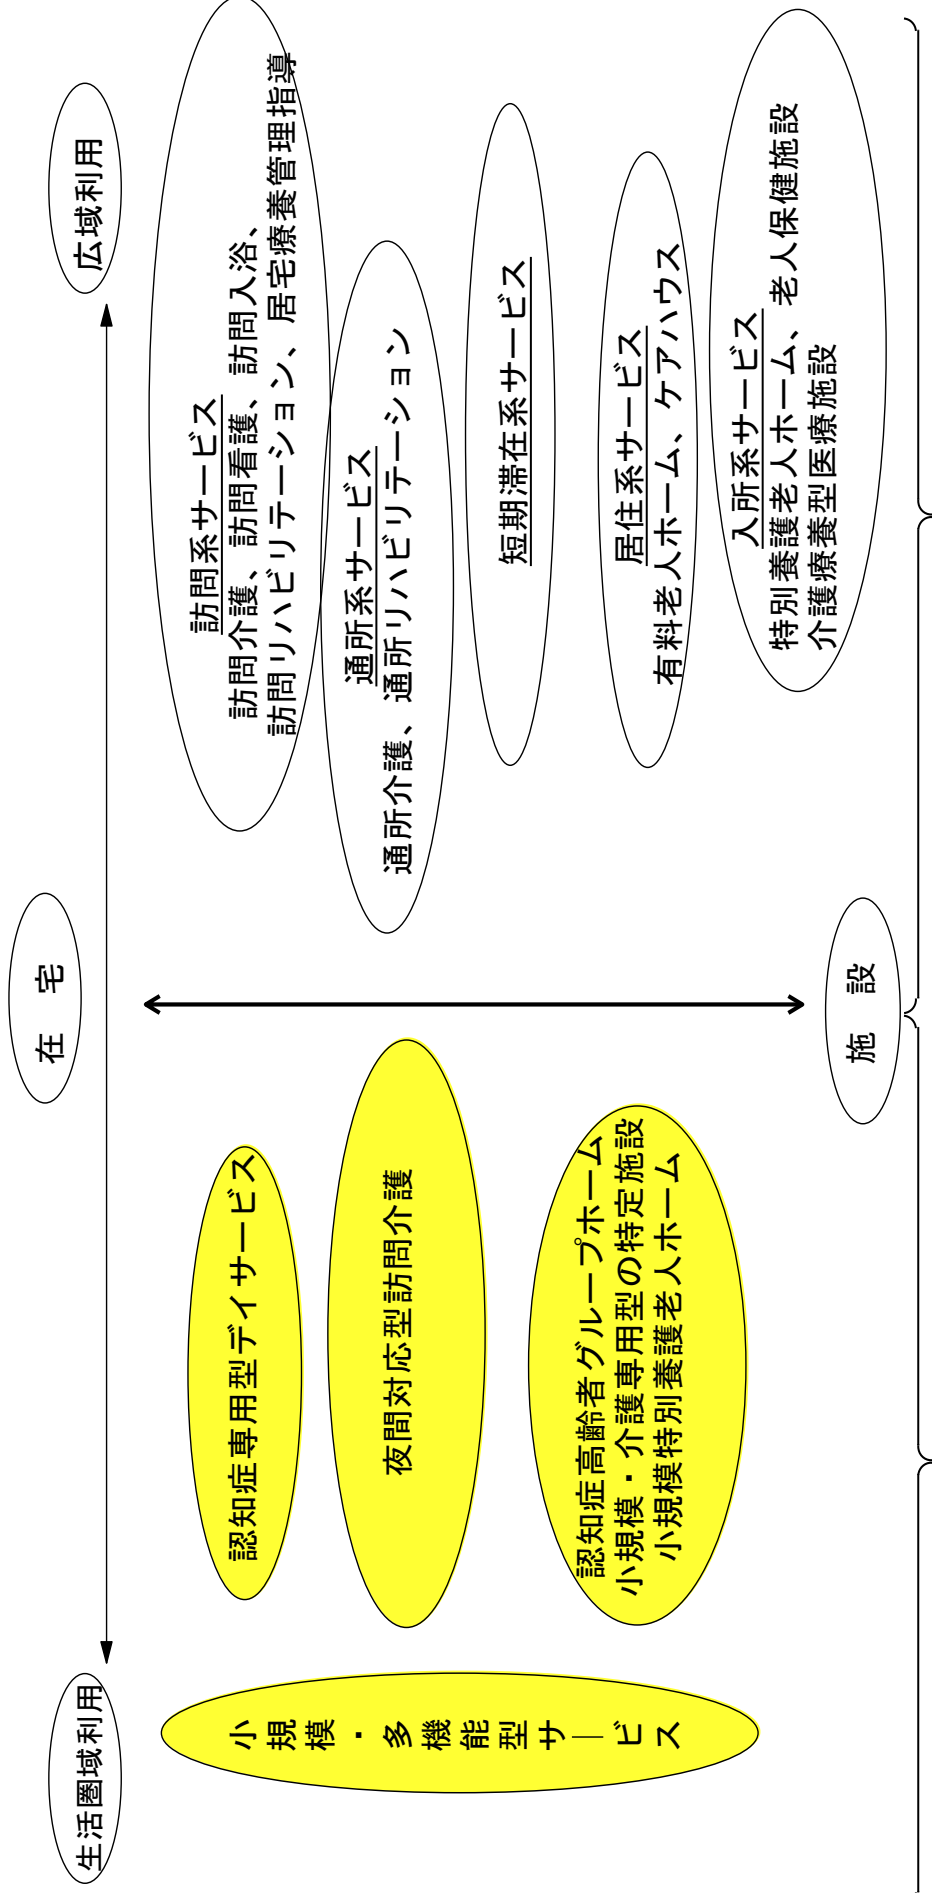 在　宅
生活圏域利用
広域利用
小規模・多機能型サービス
認知症専用型デイサービス
夜間対応型訪問介護
認知症高齢者グループホーム
小規模・介護専用型の特定施設
小規模特別養護老人ホーム
訪問系サービス
訪問介護、訪問看護、訪問入浴、
訪問リハビリテーション、居宅療養管理指導
通所系サービス
通所介護、通所リハビリテーション
短期滞在系サービス
居住系サービス
有料老人ホーム、ケアハウス
入所系サービス
特別養護老人ホーム、老人保健施設
介護療養型医療施設
施　設